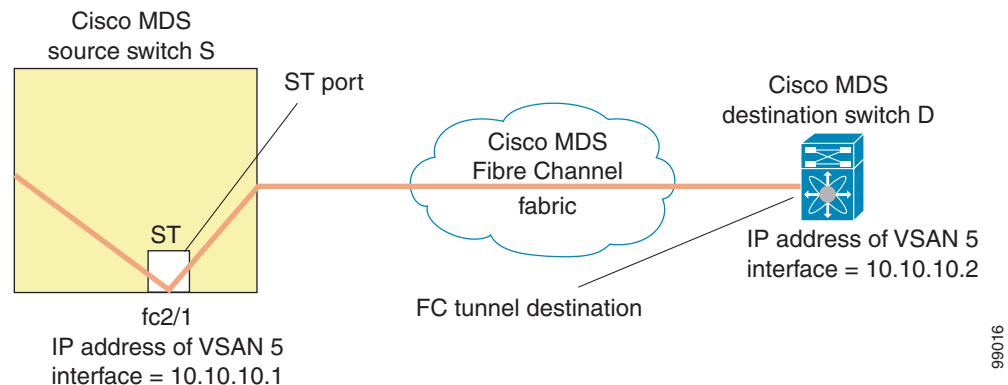 Cisco MDS
source switch S
ST port
Cisco MDS
destination switch D
Cisco MDS
Fibre Channel
fabric
ST
fc2/1
IP address of VSAN 5
interface = 10.10.10.1
FC tunnel destination
IP address of VSAN 5
interface = 10.10.10.2
99016